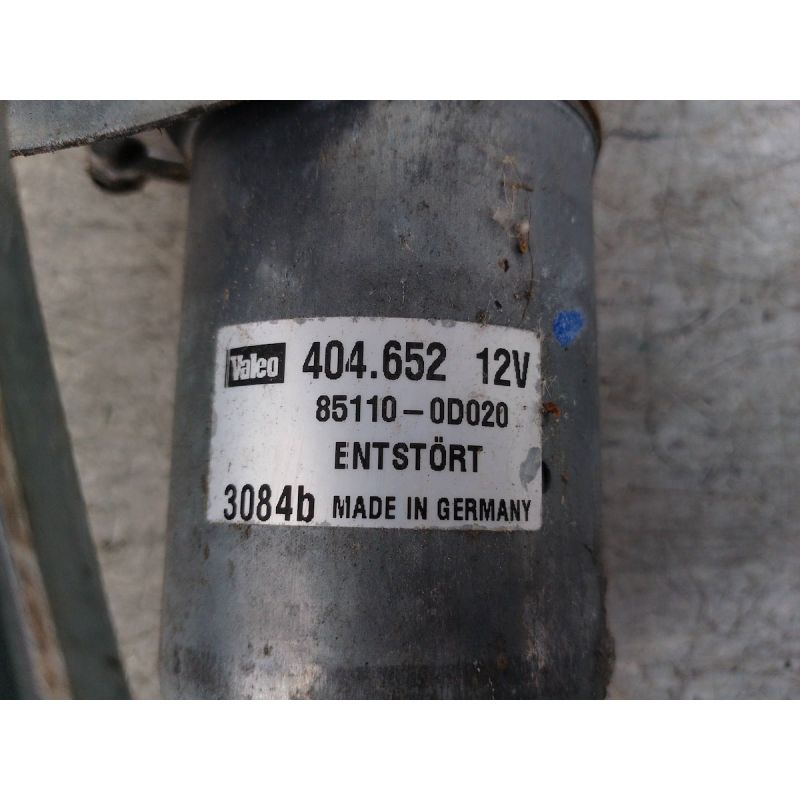 Valeo 404.652 12V
85110-0D020
ENTSTÖRT
3084b MADE IN GERMANY